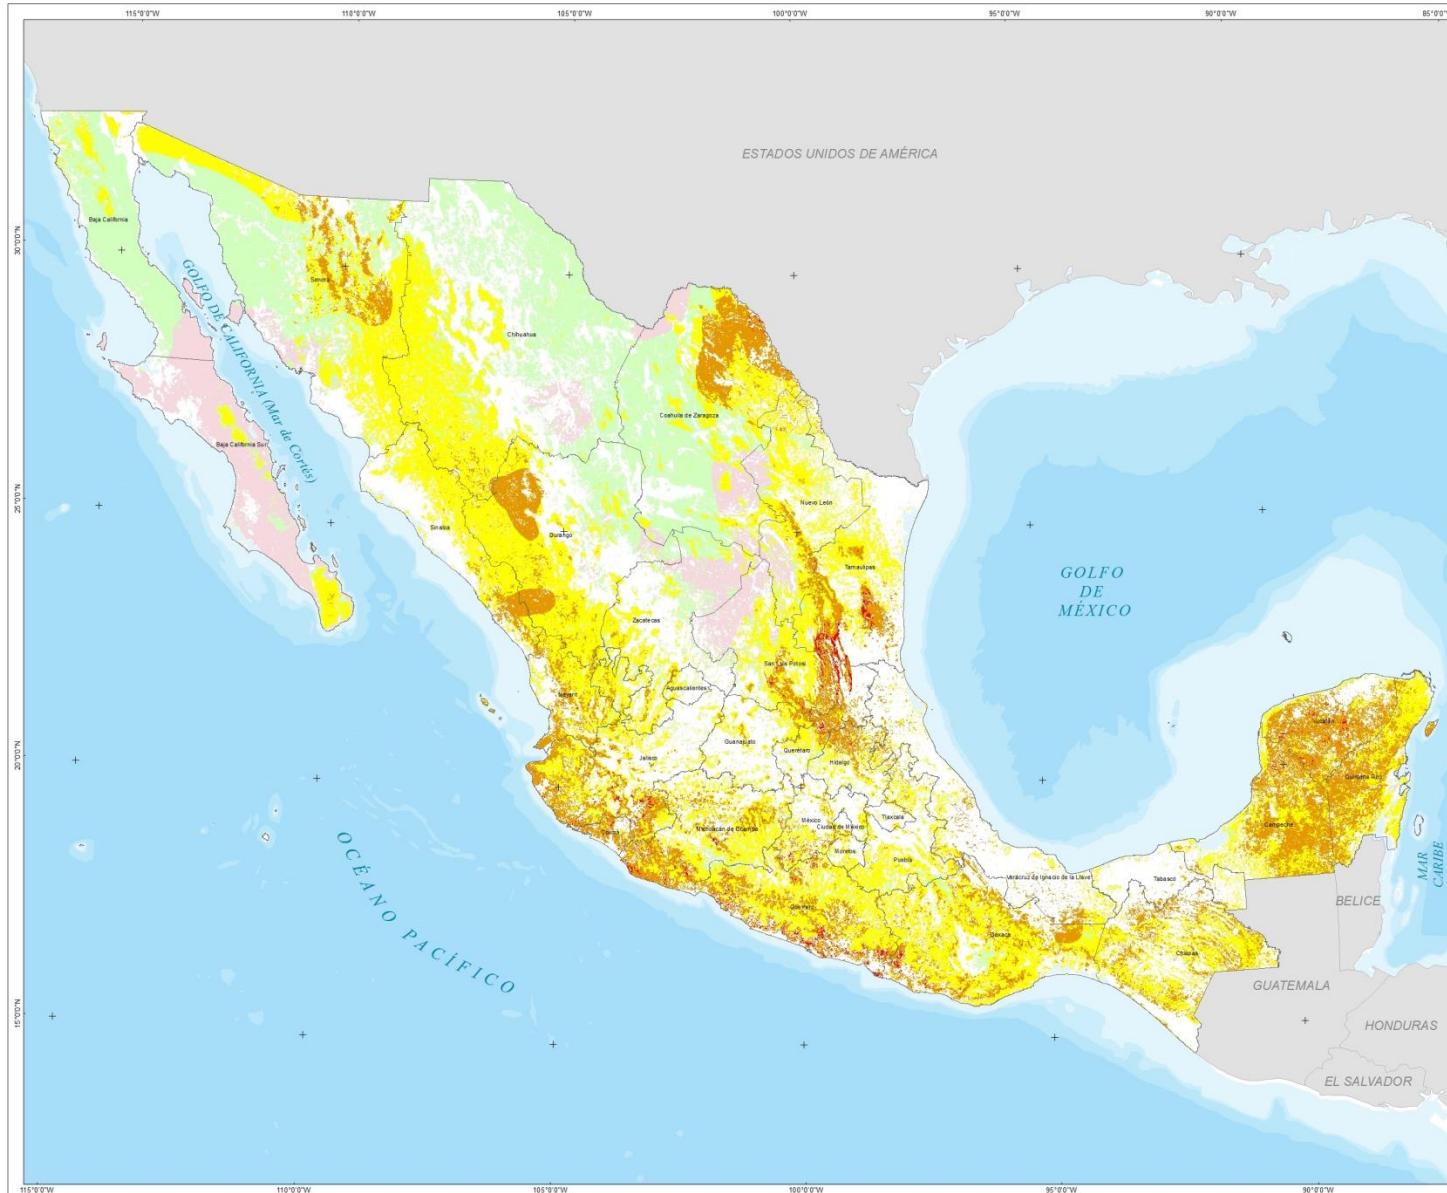 115°0'0"W 110°0'0"W 105°0'0"W 100°0'0"W 95°0'0"W 90°0'0"W 85°0'0"W
ESTADOS UNIDOS DE AMÉRICA
Baja California
30°0'0"N
Sonora
GOLFO DE CALIFORNIA (Mar de Cortés)
Chihuahua
Coahuila de Zaragoza
Baja California Sur
25°0'0"N
Nuevo León
Sinaloa
Durango
Tamaulipas
GOLFO
DE
MÉXICO
Zacatecas
San Luis Potosí
Aguascalientes
Nayarit
Yucatán
Guanajuato
Querétaro
20°0'0"N
Jalisco
Hidalgo
Quintana Roo
México
Ciudad de México
Tlaxcala
Campeche
Colima
Michoacán de Ocampo
Morelos
Puebla
OCÉANO PACÍFICO
Veracruz de Ignacio de la Llave
Tabasco
MAR
CARIBE
BELICE
Guerrero
Oaxaca
Chiapas
GUATEMALA
15°0'0"N
HONDURAS
EL SALVADOR
115°0'0"W 110°0'0"W 105°0'0"W 100°0'0"W 95°0'0"W 90°0'0"W